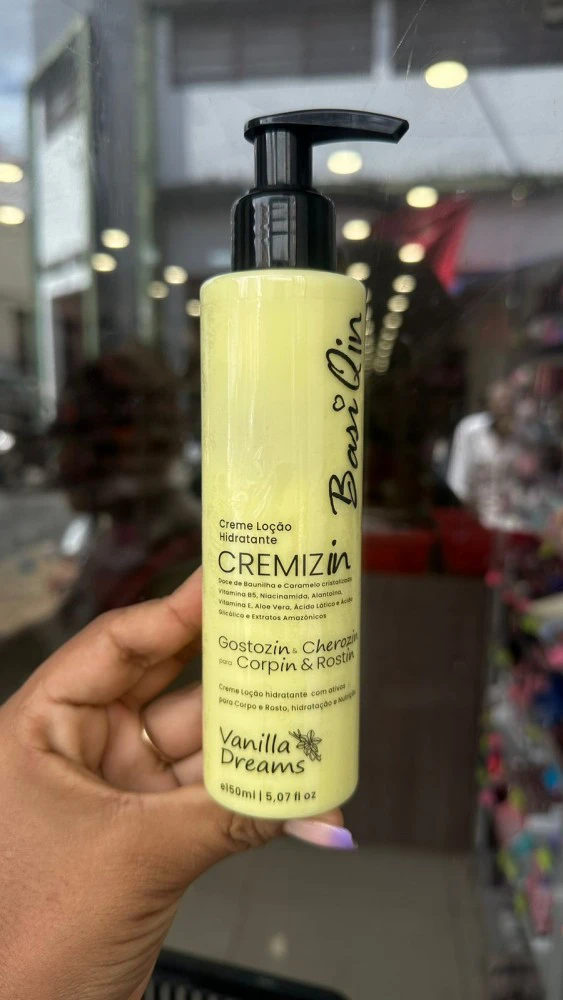 Basi Qin
Creme Loção
Hidratante
CREMIZin
Doce de Baunilha e Caramelo cristalizado
Vitamina B5, Niacinamida, Alantoína,
Vitamina E, Aloe Vera, Ácido Lático e Ácido
Glicólico e Extratos Amazônicos
Gostozin & Cherozin
para Corpin & Rostin
Creme Loção hidratante com ativos
para Corpo e Rosto, hidratação e Nutrição
Vanilla
Dreams
e150ml | 5,07 fl oz